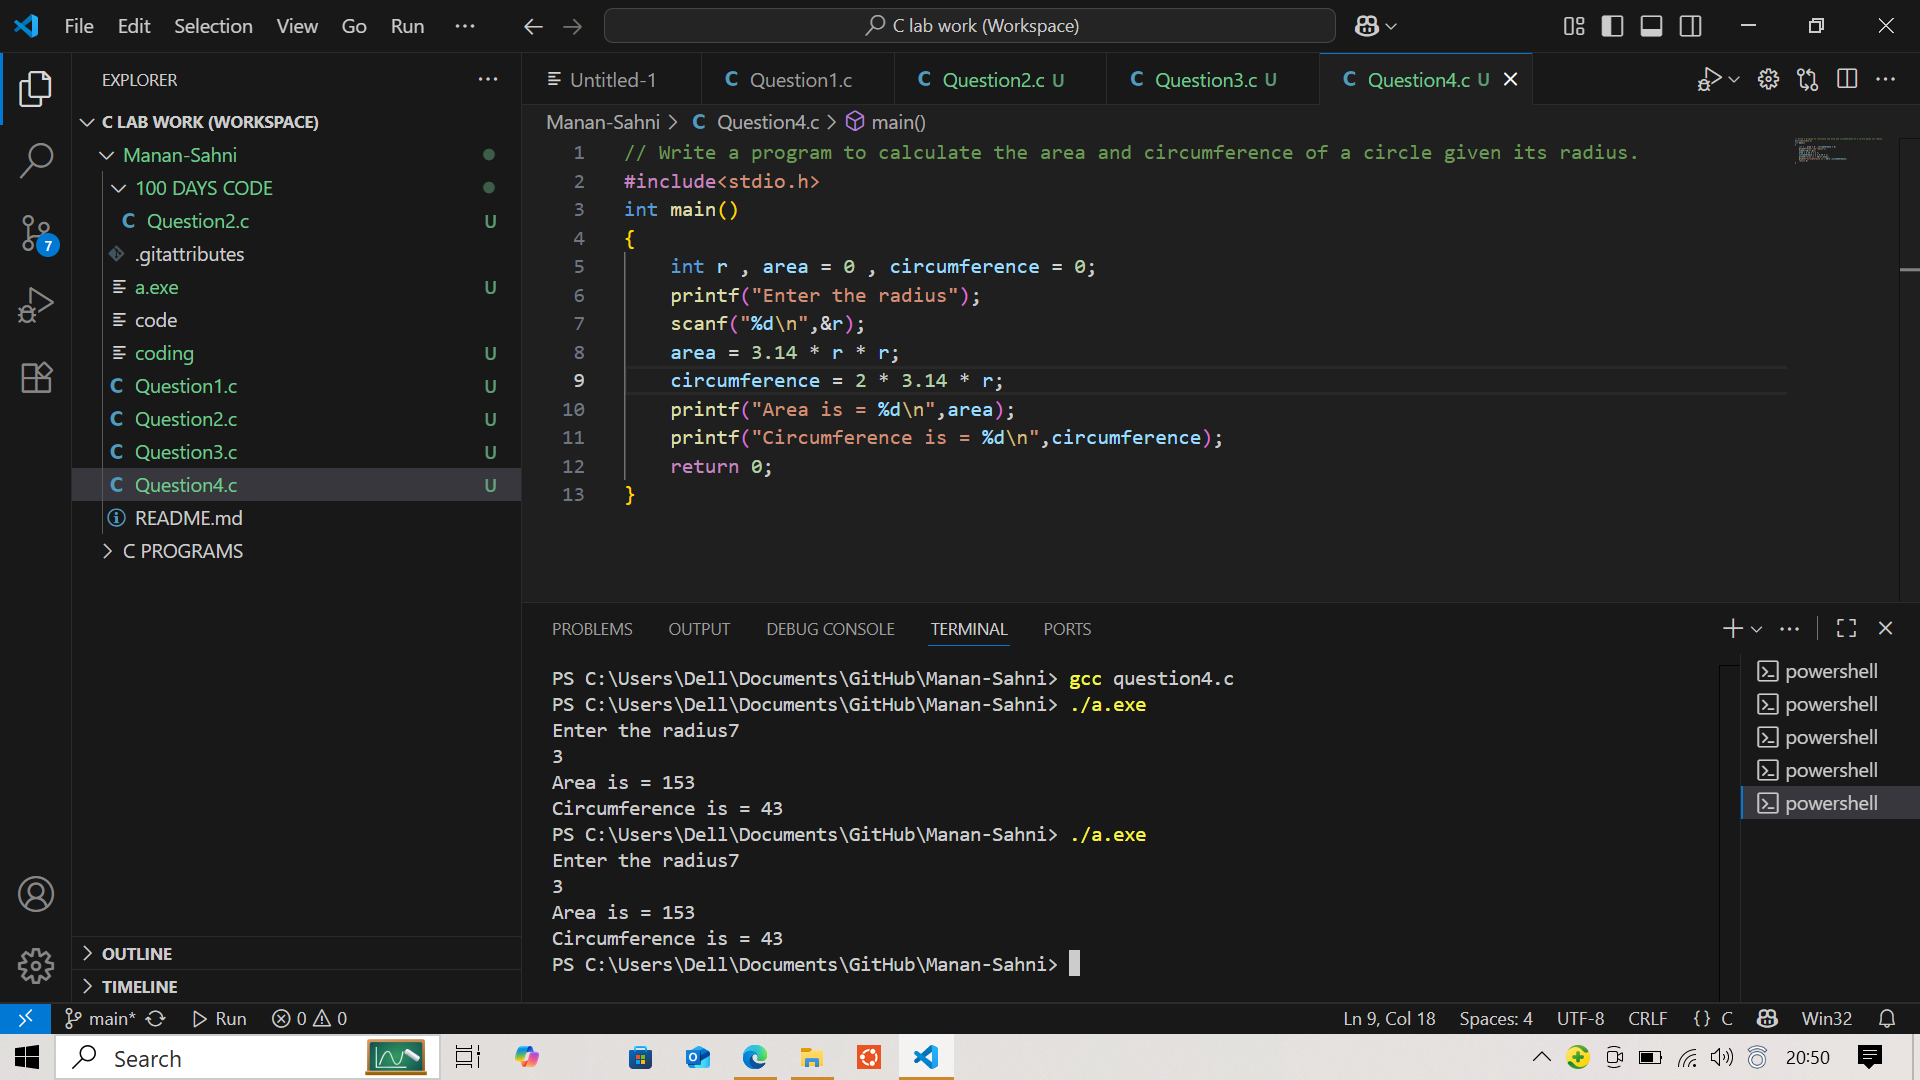 File Edit Selection View Go Run ···
C lab work (Workspace)
EXPLORER
C LAB WORK (WORKSPACE)
Manan-Sahni
100 DAYS CODE
Question2.c U
.gitattributes
a.exe U
code
coding U
Question1.c U
Question2.c U
Question3.c U
Question4.c U
README.md
C PROGRAMS
OUTLINE
TIMELINE
7
Untitled-1
C Question1.c
C Question2.c U
C Question3.c U
C Question4.c U
Manan-Sahni > C Question4.c > main()
1 // Write a program to calculate the area and circumference of a circle given its radius.
2 #include<stdio.h>
3 int main()
4 {
5 int r , area = 0 , circumference = 0;
6 printf("Enter the radius");
7 scanf("%d\n",&r);
8 area = 3.14 * r * r;
9 circumference = 2 * 3.14 * r;
10 printf("Area is = %d\n",area);
11 printf("Circumference is = %d\n",circumference);
12 return 0;
13 }
PROBLEMS OUTPUT DEBUG CONSOLE TERMINAL PORTS
PS C:\Users\Dell\Documents\GitHub\Manan-Sahni> gcc question4.c
PS C:\Users\Dell\Documents\GitHub\Manan-Sahni> ./a.exe
Enter the radius7
3
Area is = 153
Circumference is = 43
PS C:\Users\Dell\Documents\GitHub\Manan-Sahni> ./a.exe
Enter the radius7
3
Area is = 153
Circumference is = 43
PS C:\Users\Dell\Documents\GitHub\Manan-Sahni>
powershell
powershell
powershell
powershell
powershell
main* Run 0 0
Ln 9, Col 18 Spaces: 4 UTF-8 CRLF {} C Win32
Search
20:50